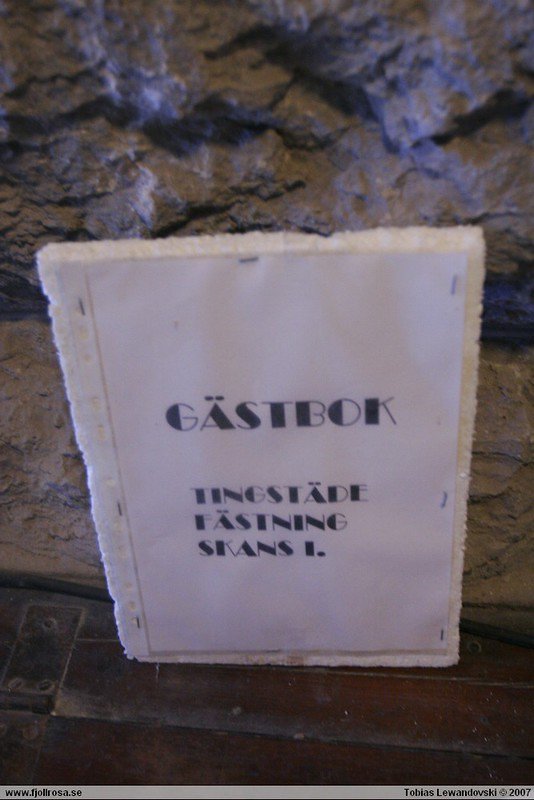 GÄSTBOK
TINGSTÄDE
FÄSTNING
SKANS I.
www.fjollrosa.se
Tobias Lewandovski © 2007